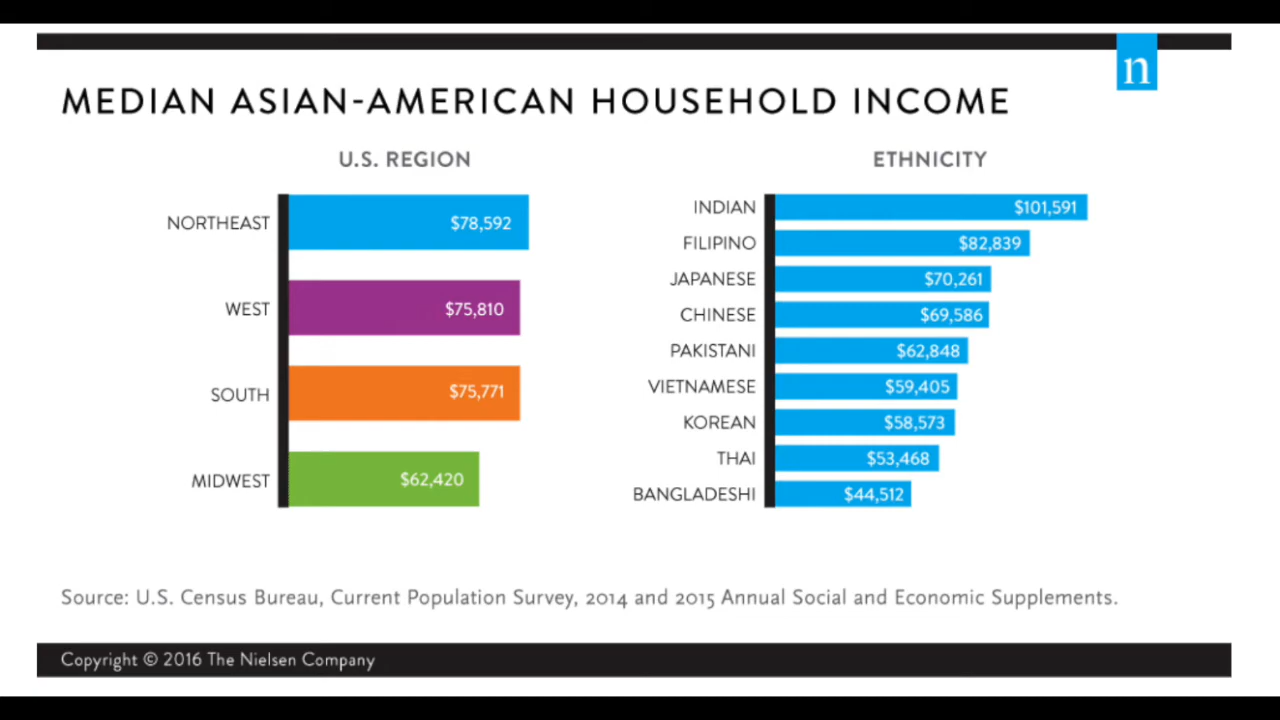 n
MEDIAN ASIAN-AMERICAN HOUSEHOLD INCOME
U.S. REGION
NORTHEAST $78,592
WEST $75,810
SOUTH $75,771
MIDWEST $62,420
ETHNICITY
INDIAN $101,591
FILIPINO $82,839
JAPANESE $70,261
CHINESE $69,586
PAKISTANI $62,848
VIETNAMESE $59,405
KOREAN $58,573
THAI $53,468
BANGLADESHI $44,512
Source: U.S. Census Bureau, Current Population Survey, 2014 and 2015 Annual Social and Economic Supplements.
Copyright © 2016 The Nielsen Company